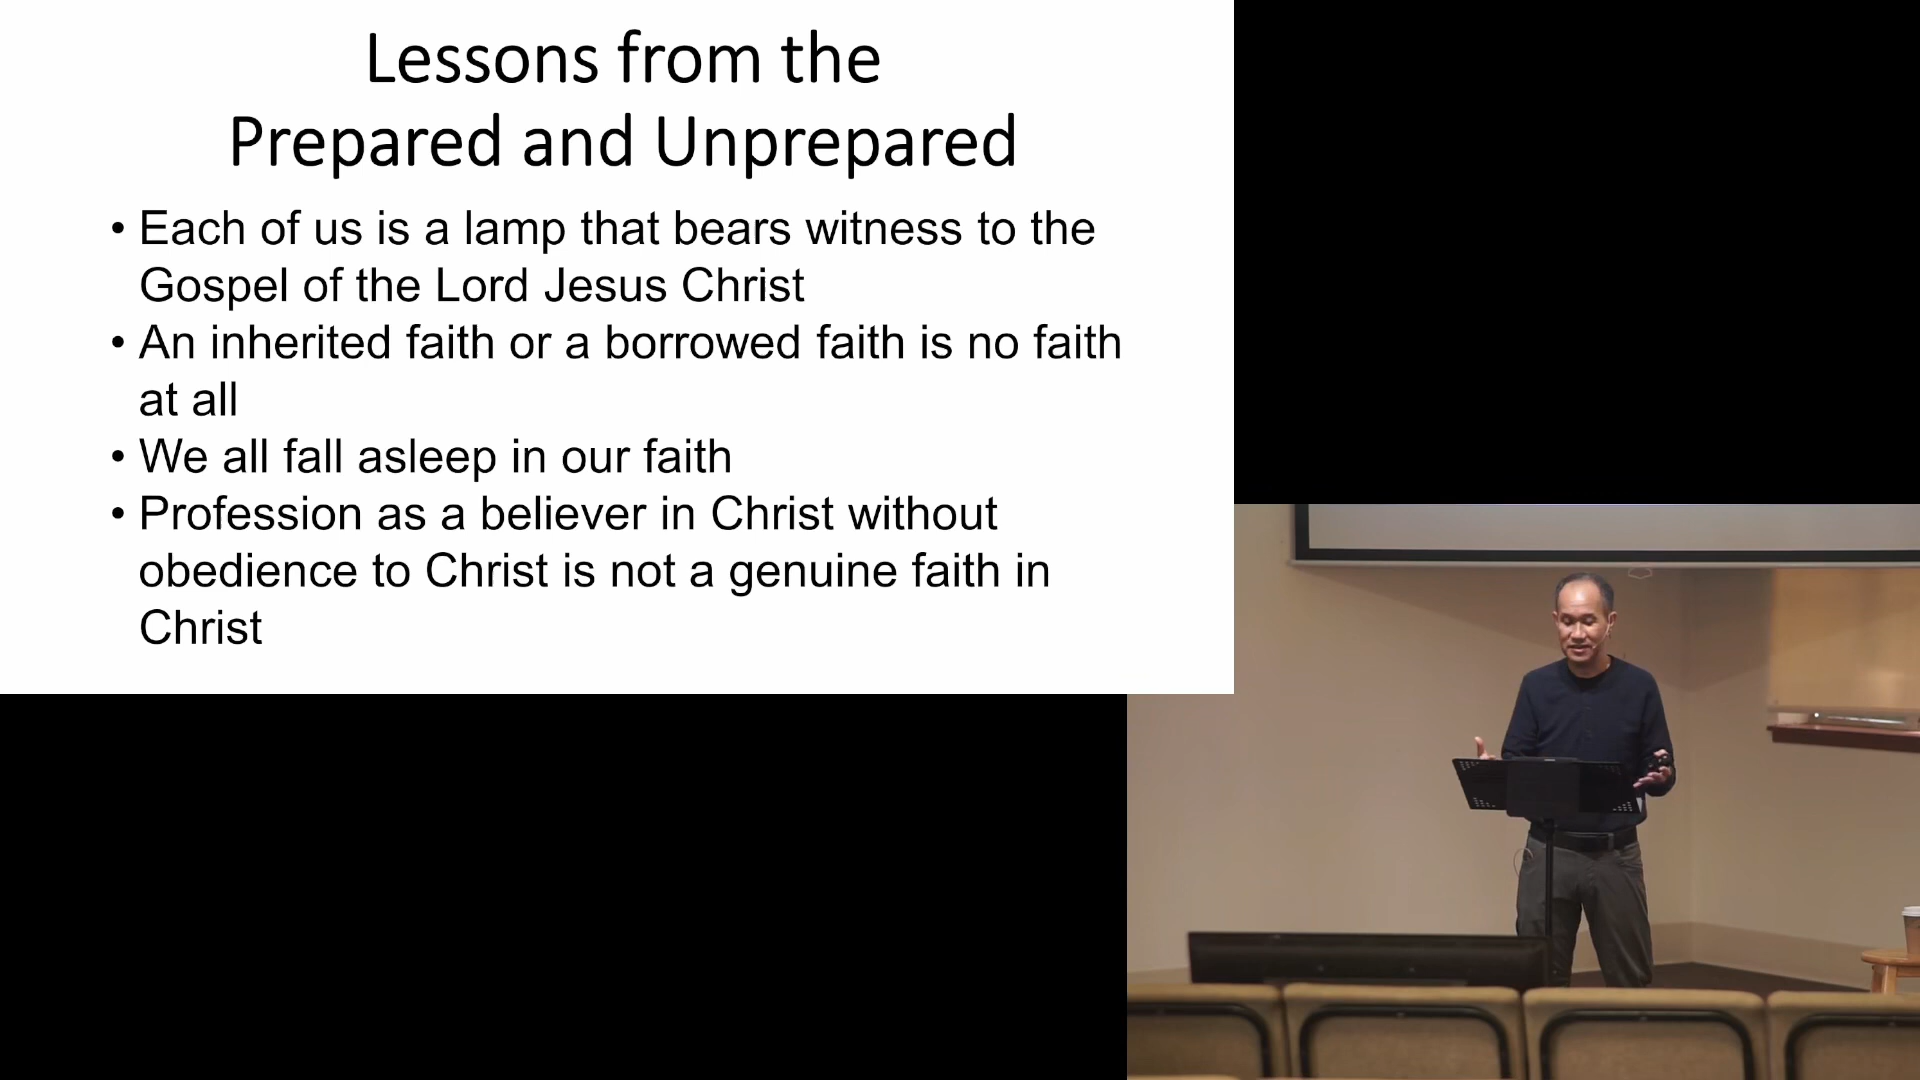 Lessons from the
Prepared and Unprepared
• Each of us is a lamp that bears witness to the
Gospel of the Lord Jesus Christ
• An inherited faith or a borrowed faith is no faith
at all
• We all fall asleep in our faith
• Profession as a believer in Christ without
obedience to Christ is not a genuine faith in
Christ